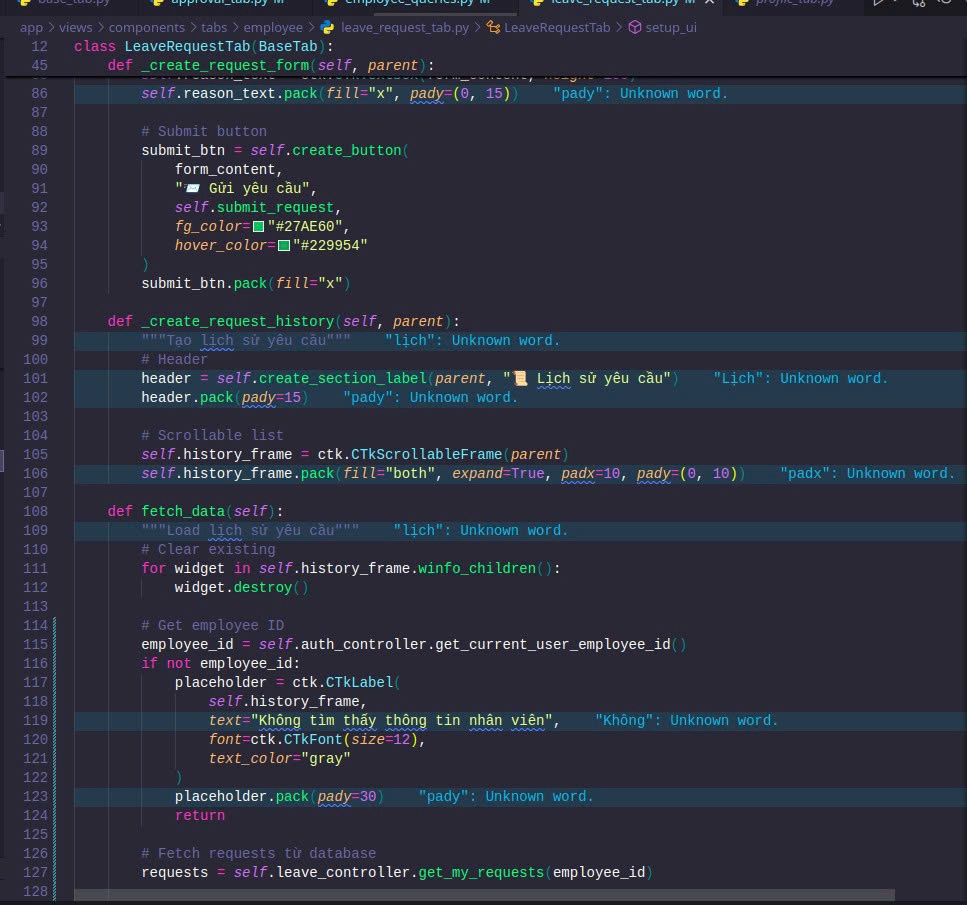 base_tab.py approval_tab.py M employee_queries.py M leave_request_tab.py M profile_tab.py
app > views > components > tabs > employee > leave_request_tab.py > LeaveRequestTab > setup_ui
12 class LeaveRequestTab(BaseTab):
45 def _create_request_form(self, parent):
86 self.reason_text.pack(fill="x", pady=(0, 15)) "pady": Unknown word.
87
88 # Submit button
89 submit_btn = self.create_button(
90 form_content,
91 "📨 Gửi yêu cầu",
92 self.submit_request,
93 fg_color="#27AE60",
94 hover_color="#229954"
95 )
96 submit_btn.pack(fill="x")
97
98 def _create_request_history(self, parent):
99 """Tạo lịch sử yêu cầu""" "lịch": Unknown word.
100 # Header
101 header = self.create_section_label(parent, "📜 Lịch sử yêu cầu") "Lịch": Unknown word.
102 header.pack(pady=15) "pady": Unknown word.
103
104 # Scrollable list
105 self.history_frame = ctk.CTkScrollableFrame(parent)
106 self.history_frame.pack(fill="both", expand=True, padx=10, pady=(0, 10)) "padx": Unknown word.
107
108 def fetch_data(self):
109 """Load lịch sử yêu cầu""" "lịch": Unknown word.
110 # Clear existing
111 for widget in self.history_frame.winfo_children():
112 widget.destroy()
113
114 # Get employee ID
115 employee_id = self.auth_controller.get_current_user_employee_id()
116 if not employee_id:
117 placeholder = ctk.CTkLabel(
118 self.history_frame,
119 text="Không tìm thấy thông tin nhân viên", "Không": Unknown word.
120 font=ctk.CTkFont(size=12),
121 text_color="gray"
122 )
123 placeholder.pack(pady=30) "pady": Unknown word.
124 return
125
126 # Fetch requests từ database
127 requests = self.leave_controller.get_my_requests(employee_id)
128